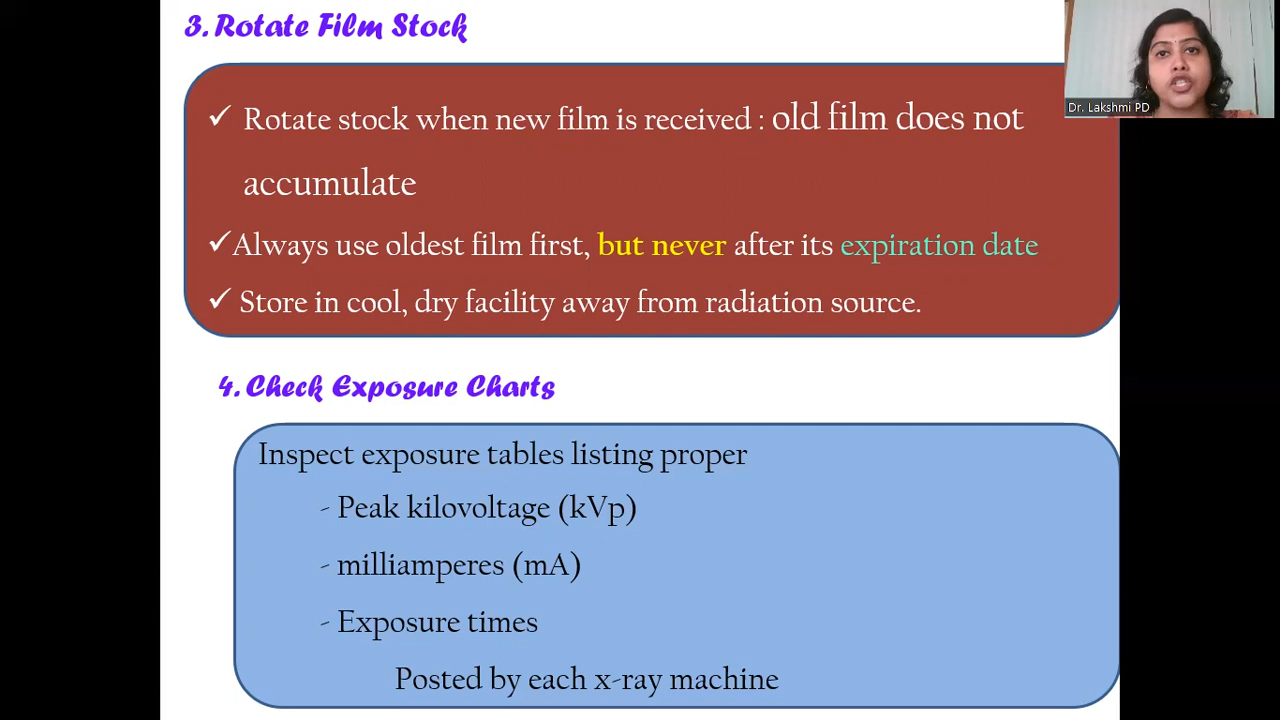 3. Rotate Film Stock
Dr. Lakshmi PD
✓ Rotate stock when new film is received : old film does not
accumulate
✓Always use oldest film first, but never after its expiration date
✓ Store in cool, dry facility away from radiation source.
4. Check Exposure Charts
Inspect exposure tables listing proper
- Peak kilovoltage (kVp)
- milliamperes (mA)
- Exposure times
Posted by each x-ray machine